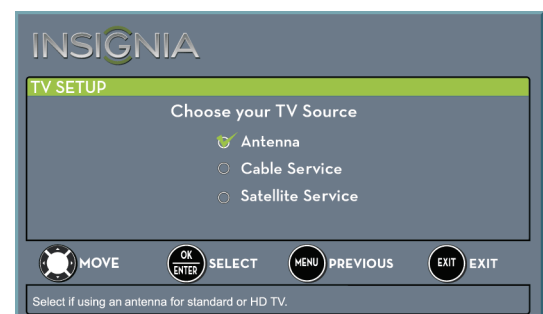 INSIGNIA
TV SETUP
Choose your TV Source
Antenna
Cable Service
Satellite Service
MOVE OK ENTER SELECT MENU PREVIOUS EXIT EXIT
Select if using an antenna for standard or HD TV.